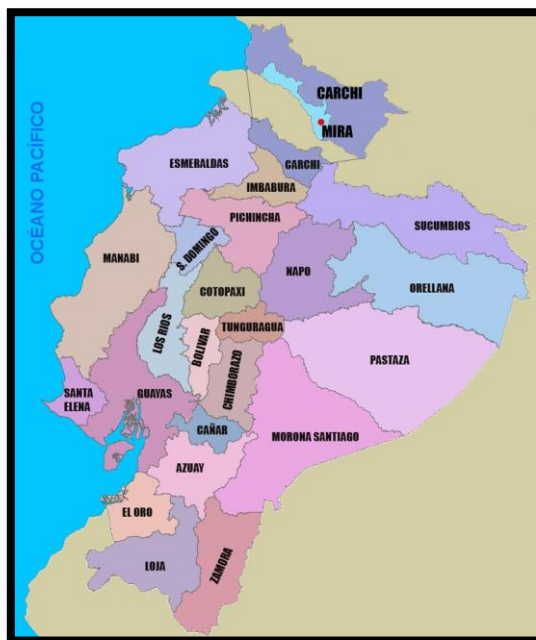 OCÉANO PACÍFICO
CARCHI
MIRA
ESMERALDAS
CARCHI
IMBABURA
PICHINCHA
SUCUMBIOS
S. DOMINGO
MANABI
NAPO
ORELLANA
COTOPAXI
LOS RIOS
TUNGURAGUA
BOLIVAR
PASTAZA
CHIMBORAZO
SANTA
ELENA
GUAYAS
CAÑAR
MORONA SANTIAGO
AZUAY
EL ORO
LOJA
ZAMORA